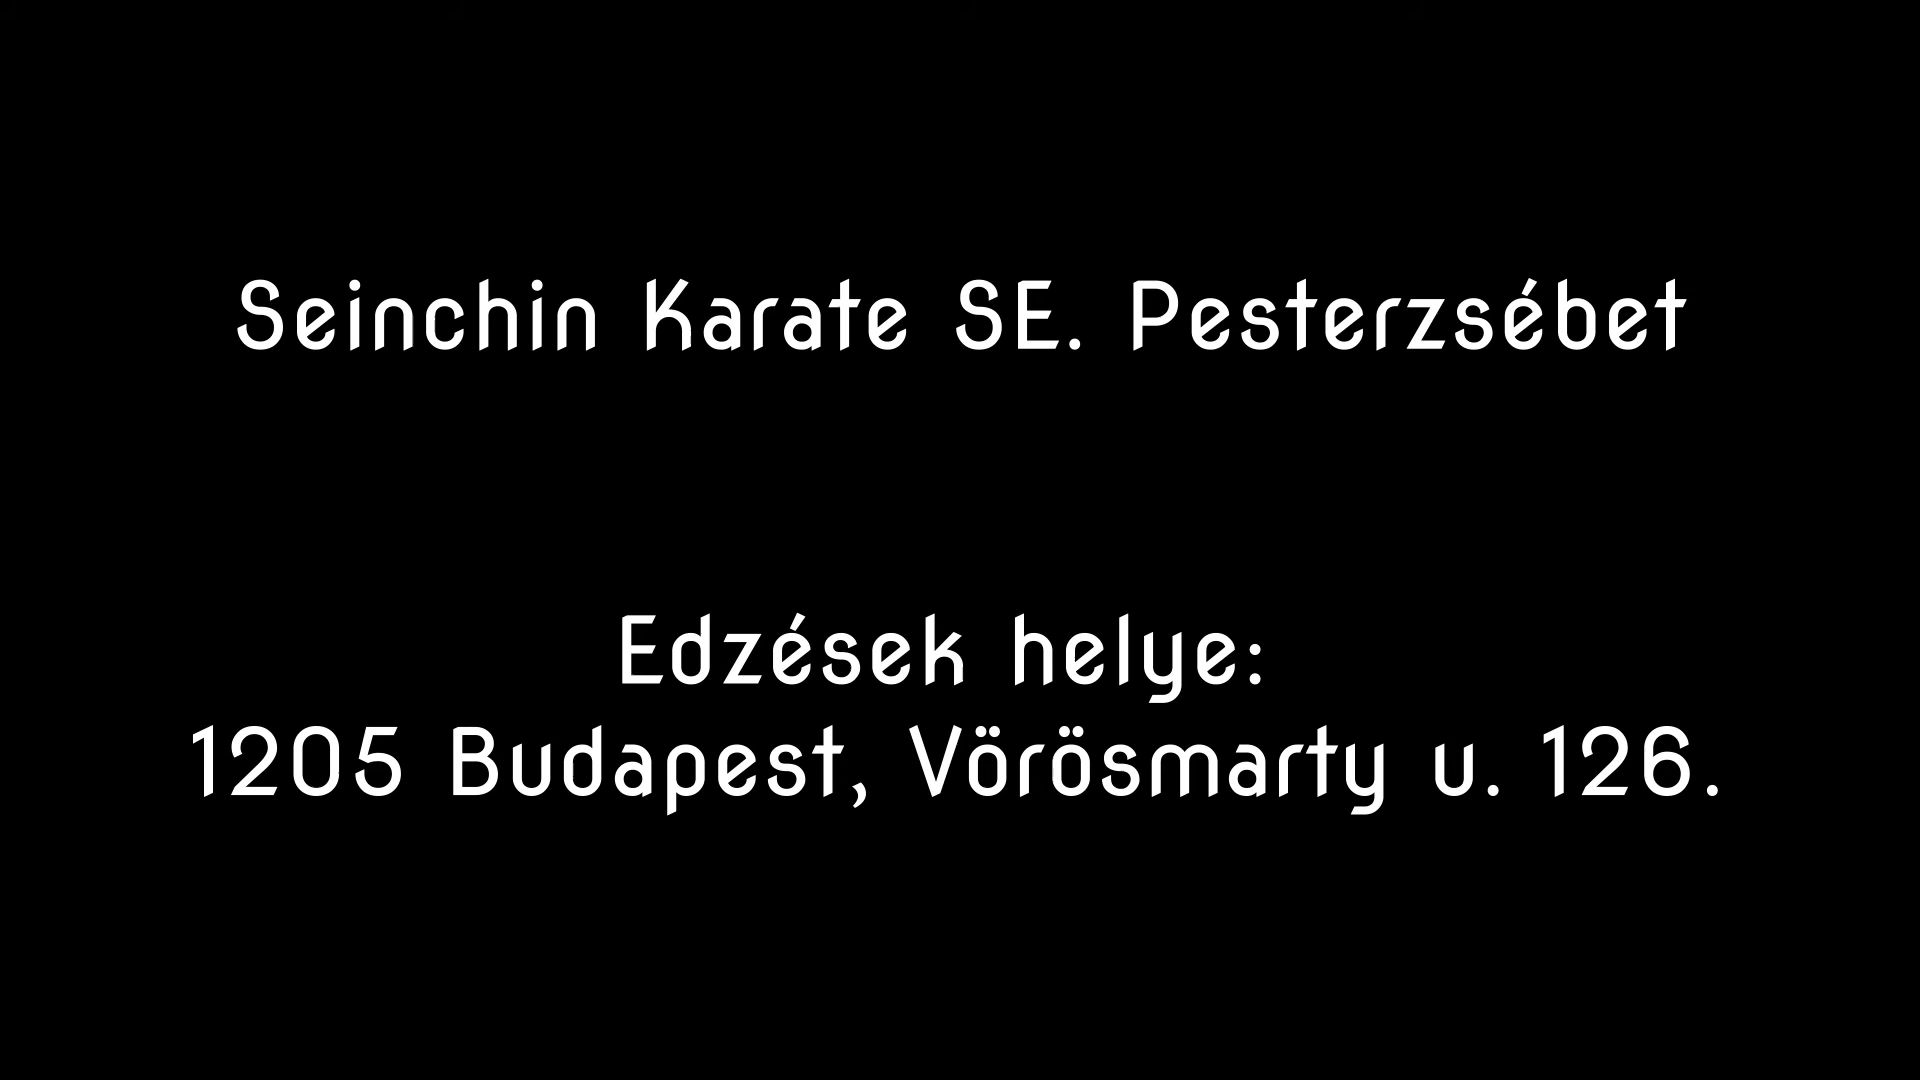 Seinchin Karate SE. Pesterzsébet
Edzések helye:
1205 Budapest, Vörösmarty u. 126.